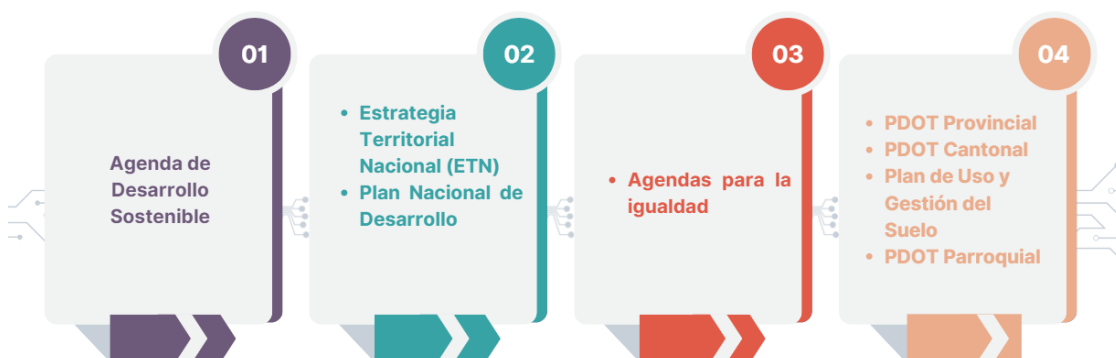 01
Agenda de
Desarrollo
Sostenible
02
• Estrategia
Territorial
Nacional (ETN)
• Plan Nacional de
Desarrollo
03
• Agendas para la
igualdad
04
• PDOT Provincial
• PDOT Cantonal
• Plan de Uso y
Gestión del
Suelo
• PDOT Parroquial